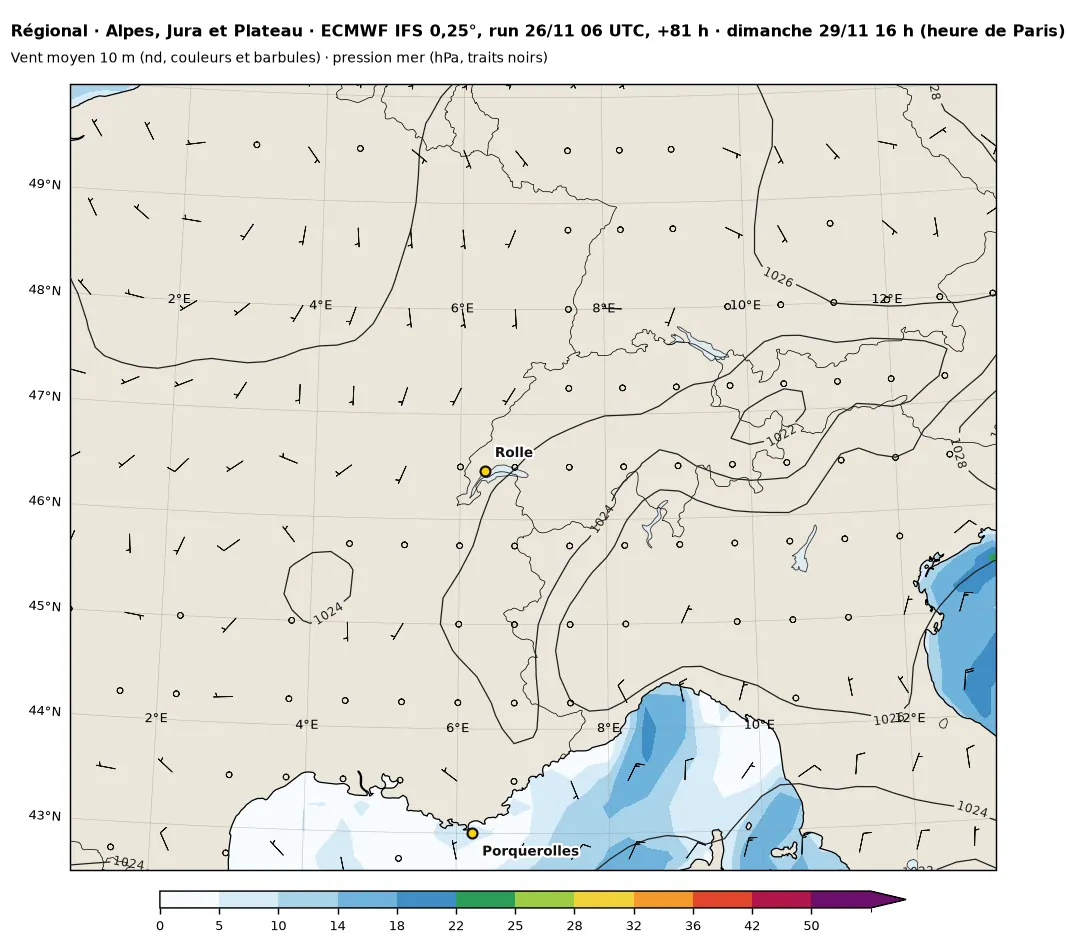 Régional · Alpes, Jura et Plateau · ECMWF IFS 0,25°, run 26/11 06 UTC, +81 h · dimanche 29/11 16 h (heure de Paris)
Vent moyen 10 m (nd, couleurs et barbules) · pression mer (hPa, traits noirs)
49°N
1026
48°N
2°E
4°E
6°E
8°E
10°E
12°E
47°N
1022
1028
Rolle
46°N
1024
45°N
1024
44°N
2°E
4°E
6°E
8°E
10°E
1026
12°E
43°N
1024
Porquerolles
1024
0 5 10 14 18 22 25 28 32 36 42 50